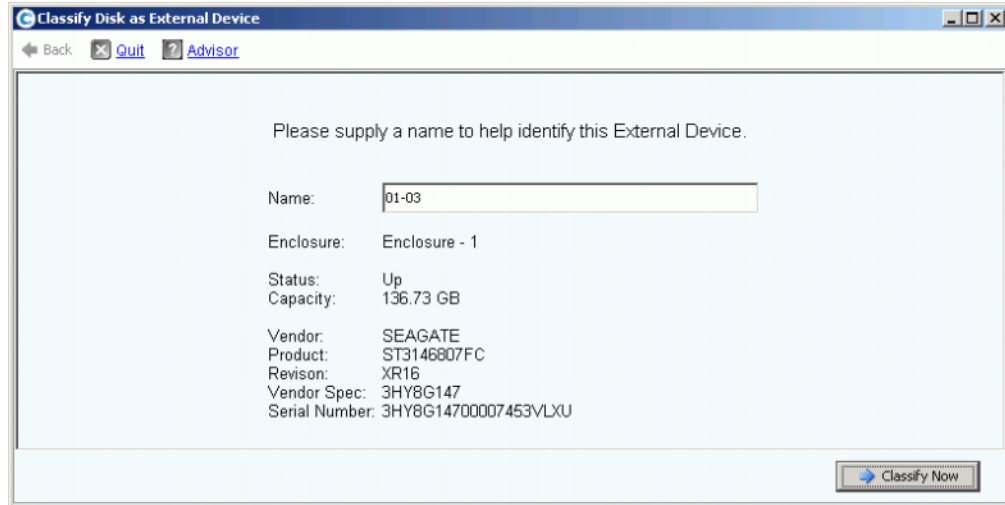 Classify Disk as External Device
Back Quit Advisor
Please supply a name to help identify this External Device.
Name: 01-03
Enclosure: Enclosure - 1
Status: Up
Capacity: 136.73 GB
Vendor: SEAGATE
Product: ST3146807FC
Revison: XR16
Vendor Spec: 3HY8G147
Serial Number: 3HY8G14700007453VLXU
Classify Now